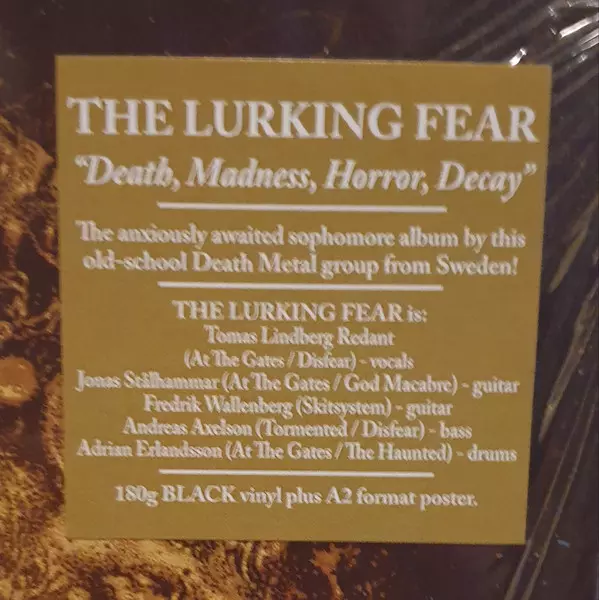 THE LURKING FEAR
“Death, Madness, Horror, Decay”
The anxiously awaited sophomore album by this
old-school Death Metal group from Sweden!
THE LURKING FEAR is:
Tomas Lindberg Redant
(At The Gates / Disfear) - vocals
Jonas Stålhammar (At The Gates / God Macabre) - guitar
Fredrik Wallenberg (Skitsystem) - guitar
Andreas Axelson (Tormented / Disfear) - bass
Adrian Erlandsson (At The Gates / The Haunted) - drums
180g BLACK vinyl plus A2 format poster.